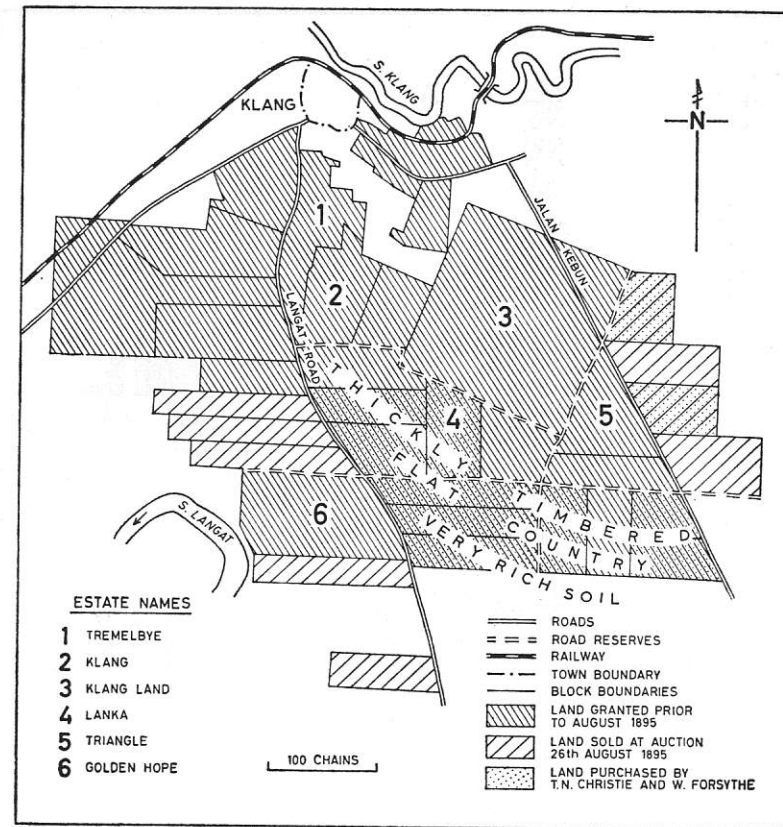 S. KLANG
KLANG
N
JALAN KEBUN
1
2
3
LANGAT ROAD
THICKLY
4
5
FLAT
TIMBERED
COUNTRY
6
VERY RICH SOIL
S. LANGAT
ESTATE NAMES
1 TREMELBYE
2 KLANG
3 KLANG LAND
4 LANKA
5 TRIANGLE
6 GOLDEN HOPE
100 CHAINS
ROADS
ROAD RESERVES
RAILWAY
TOWN BOUNDARY
BLOCK BOUNDARIES
LAND GRANTED PRIOR
TO AUGUST 1895
LAND SOLD AT AUCTION
26th AUGUST 1895
LAND PURCHASED BY
T.N. CHRISTIE AND W. FORSYTHE